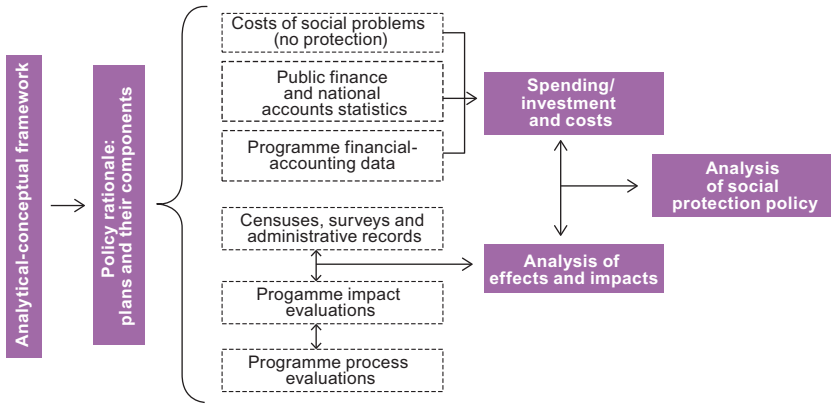 Analytical-conceptual framework
Policy rationale:
plans and their components
Costs of social problems
(no protection)
Public finance
and national
accounts statistics
Programme financial-
accounting data
Censuses, surveys and
administrative records
Progamme impact
evaluations
Programme process
evaluations
Spending/
investment
and costs
Analysis of
effects and impacts
Analysis
of social
protection policy